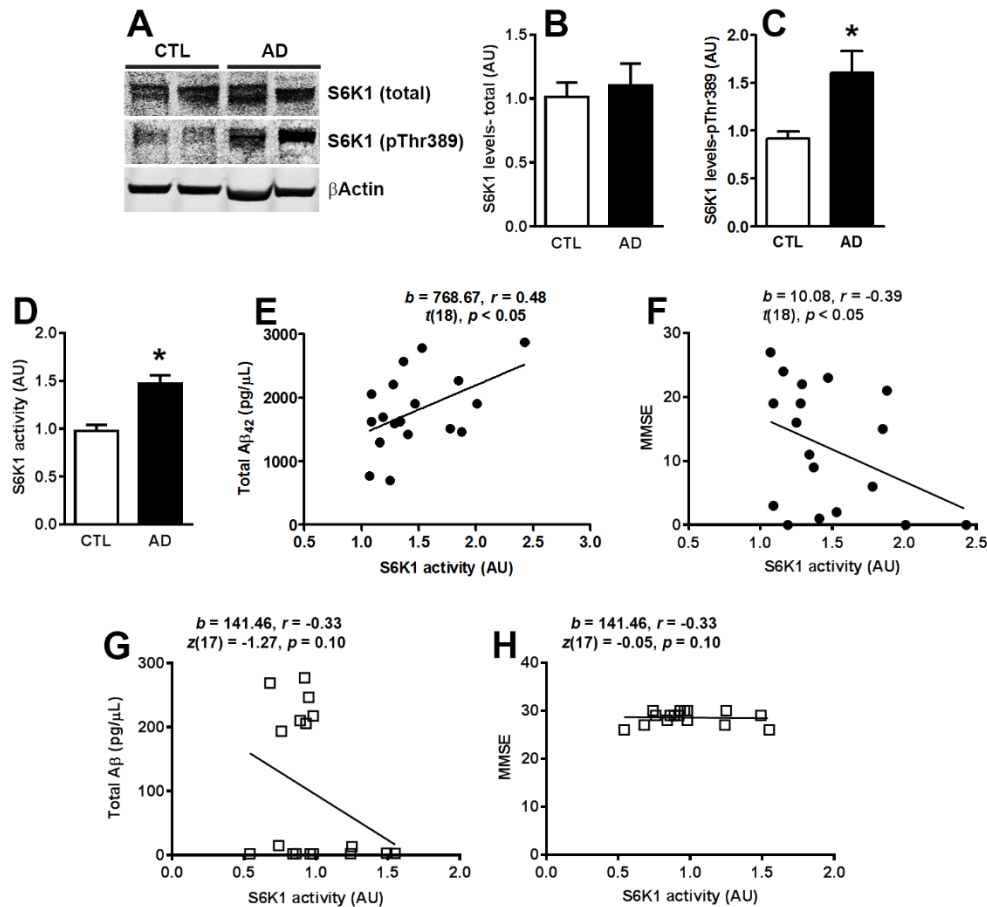 A
CTL AD
S6K1 (total)
S6K1 (pThr389)
βActin
B
S6K1 levels- total (AU)
1.5
1.0
0.5
0.0
CTL AD
C
S6K1 levels-pThr389 (AU)
2.0
1.5
1.0
0.5
0.0
*
CTL AD
D
S6K1 activity (AU)
2.0
1.5
1.0
0.5
0.0
*
CTL AD
E
b = 768.67, r = 0.48
t(18), p < 0.05
Total Aβ42 (pg/µL)
3000
2000
1000
0
0.5 1.0 1.5 2.0 2.5 3.0
S6K1 activity (AU)
F
b = 10.08, r = -0.39
t(18), p < 0.05
MMSE
30
20
10
0
0.5 1.0 1.5 2.0 2.5
S6K1 activity (AU)
G
b = 141.46, r = -0.33
z(17) = -1.27, p = 0.10
Total Aβ (pg/µL)
300
200
100
0
0.0 0.5 1.0 1.5 2.0
S6K1 activity (AU)
H
b = 141.46, r = -0.33
z(17) = -0.05, p = 0.10
MMSE
40
30
20
10
0
0.0 0.5 1.0 1.5 2.0
S6K1 activity (AU)